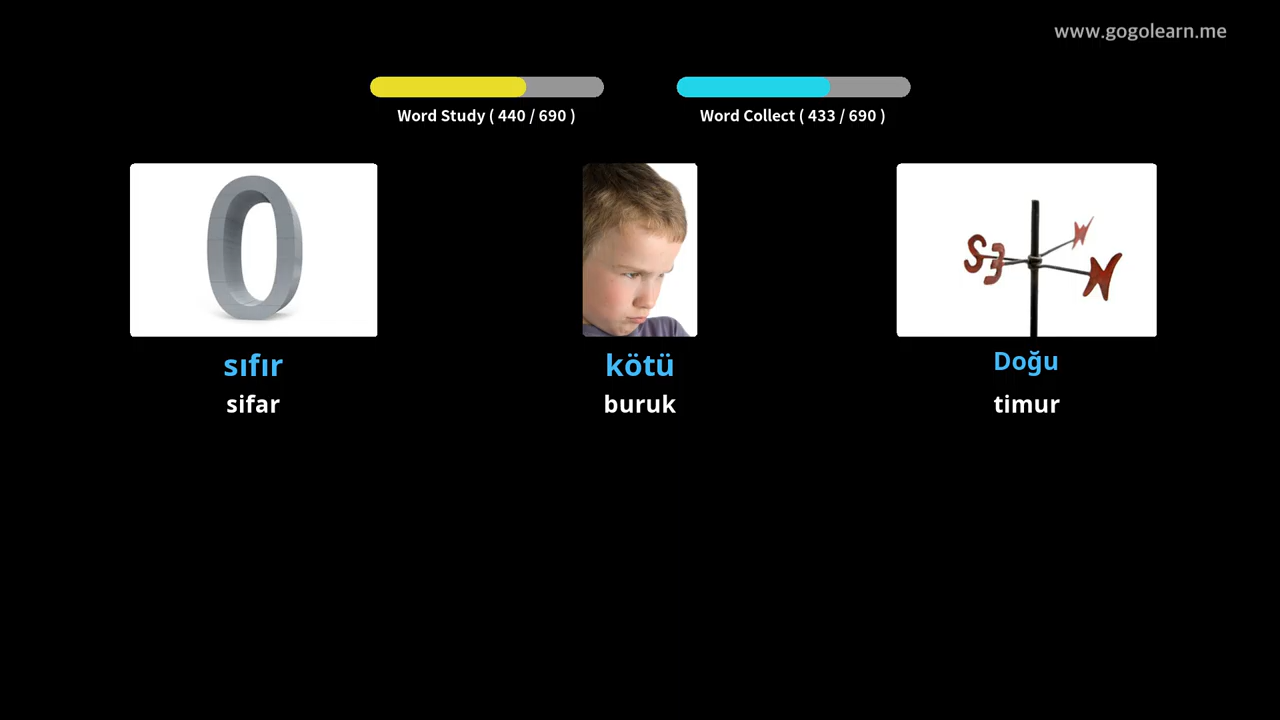 www.gogolearn.me
Word Study ( 440 / 690 )
Word Collect ( 433 / 690 )
sıfır
kötü
Doğu
sifar
buruk
timur